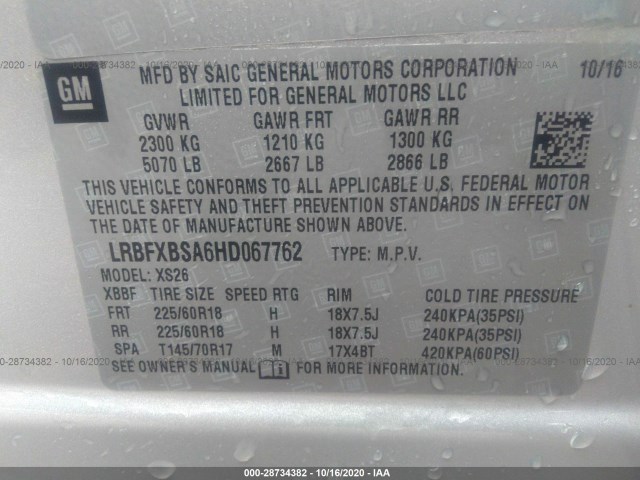 GM
MFD BY SAIC GENERAL MOTORS CORPORATION 10/16
LIMITED FOR GENERAL MOTORS LLC
GVWR GAWR FRT GAWR RR
2300 KG 1210 KG 1300 KG
5070 LB 2667 LB 2866 LB
THIS VEHICLE CONFORMS TO ALL APPLICABLE U.S. FEDERAL MOTOR
VEHICLE SAFETY AND THEFT PREVENTION STANDARDS IN EFFECT ON
THE DATE OF MANUFACTURE SHOWN ABOVE.
LRBFXBSA6HD067762 TYPE: M.P.V.
MODEL: XS26
XBBF TIRE SIZE SPEED RTG RIM COLD TIRE PRESSURE
FRT 225/60R18 H 18X7.5J 240KPA(35PSI)
RR 225/60R18 H 18X7.5J 240KPA(35PSI)
SPA T145/70R17 M 17X4BT 420KPA(60PSI)
SEE OWNER'S MANUAL FOR MORE INFORMATION.
000-28734382 - 10/16/2020 - IAA